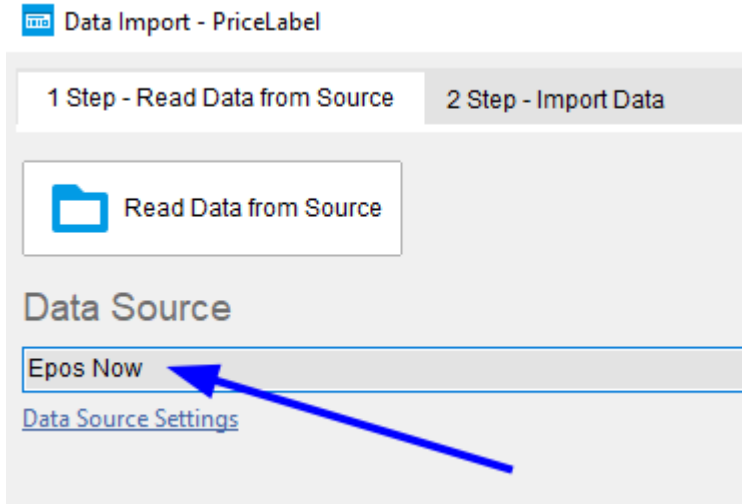 Data Import - PriceLabel
1 Step - Read Data from Source 2 Step - Import Data
Read Data from Source
Data Source
Epos Now
Data Source Settings